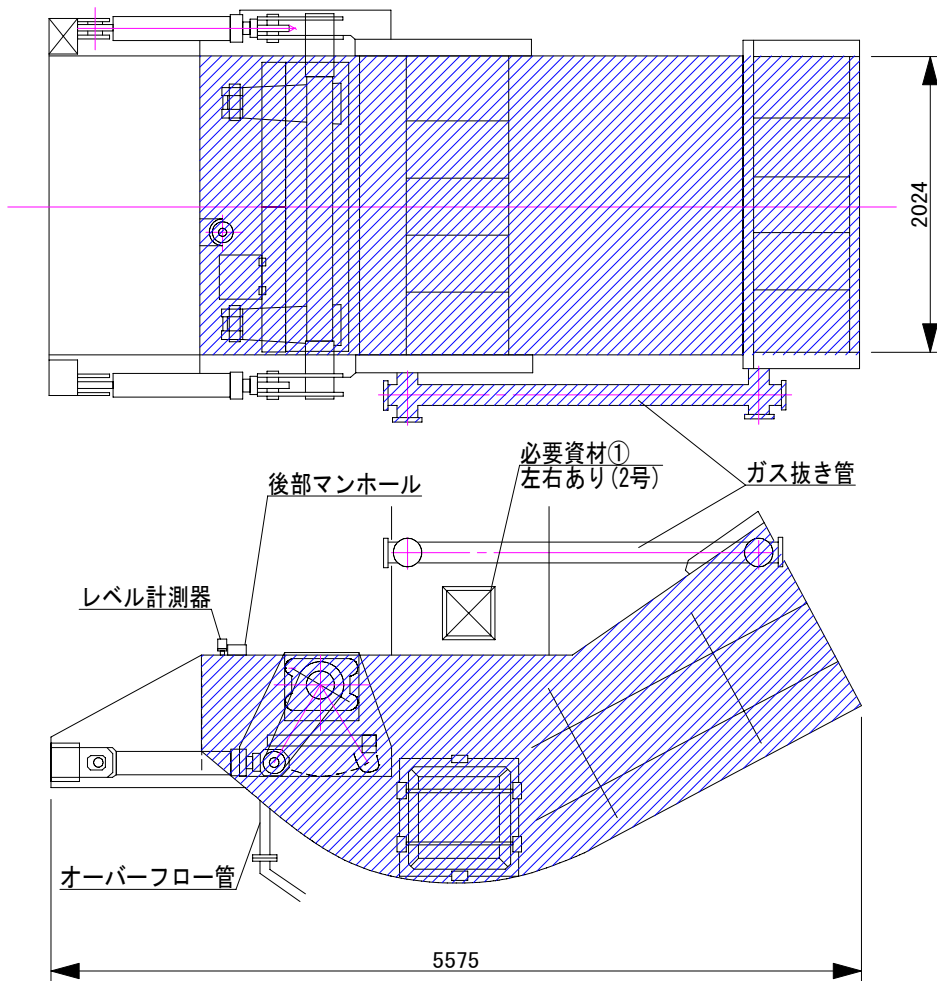 2024
必要資材①
左右あり(2号)
ガス抜き管
後部マンホール
レベル計測器
オーバーフロー管
5575